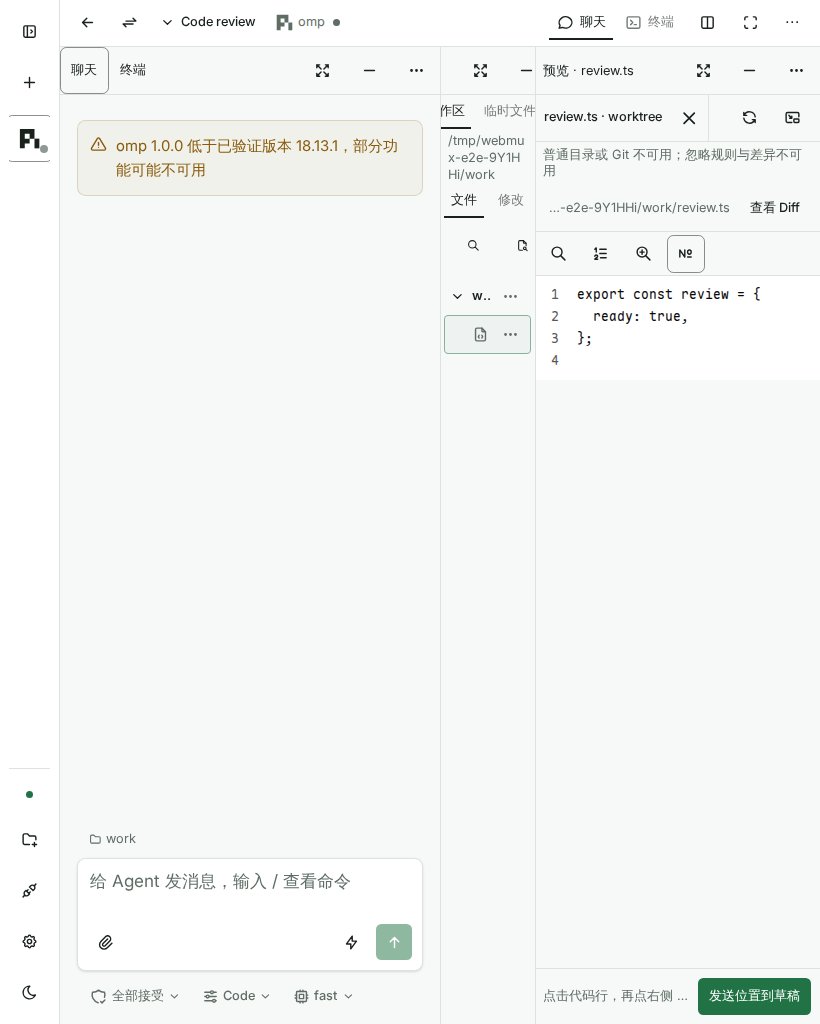 Code review
omp
聊天
终端
聊天
终端
omp 1.0.0 低于已验证版本 18.13.1，部分功
能可能不可用
work
给 Agent 发消息，输入 / 查看命令
全部接受
Code
fast
作区
临时文件
/tmp/webmu
x-e2e-9Y1H
Hi/work
文件
修改
w..
预览 · review.ts
review.ts · worktree
普通目录或 Git 不可用；忽略规则与差异不可
用
...-e2e-9Y1HHi/work/review.ts
查看 Diff
1 export const review = {
2   ready: true,
3 };
4
点击代码行，再点右侧 ...
发送位置到草稿